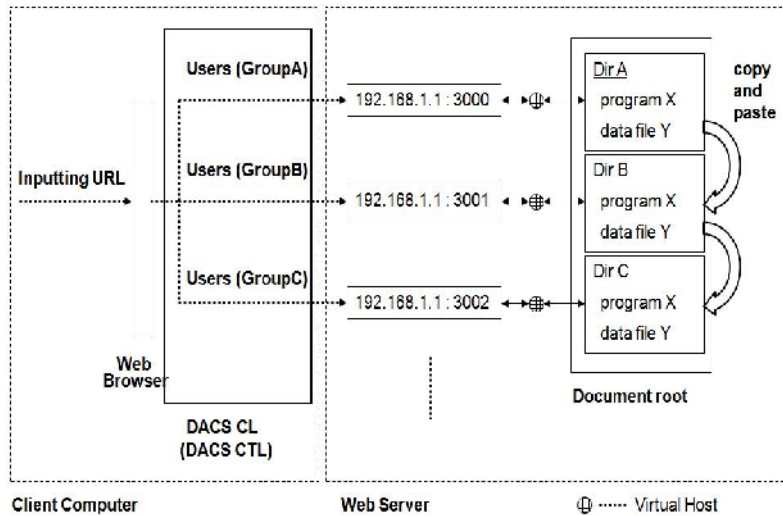 Users (GroupA)
192.168.1.1 : 3000
Dir A
program X
data file Y
copy
and
paste
Inputting URL
Users (GroupB)
192.168.1.1 : 3001
Dir B
program X
data file Y
Users (GroupC)
192.168.1.1 : 3002
Dir C
program X
data file Y
Web
Browser
Document root
DACS CL
(DACS CTL)
Client Computer
Web Server
Virtual Host